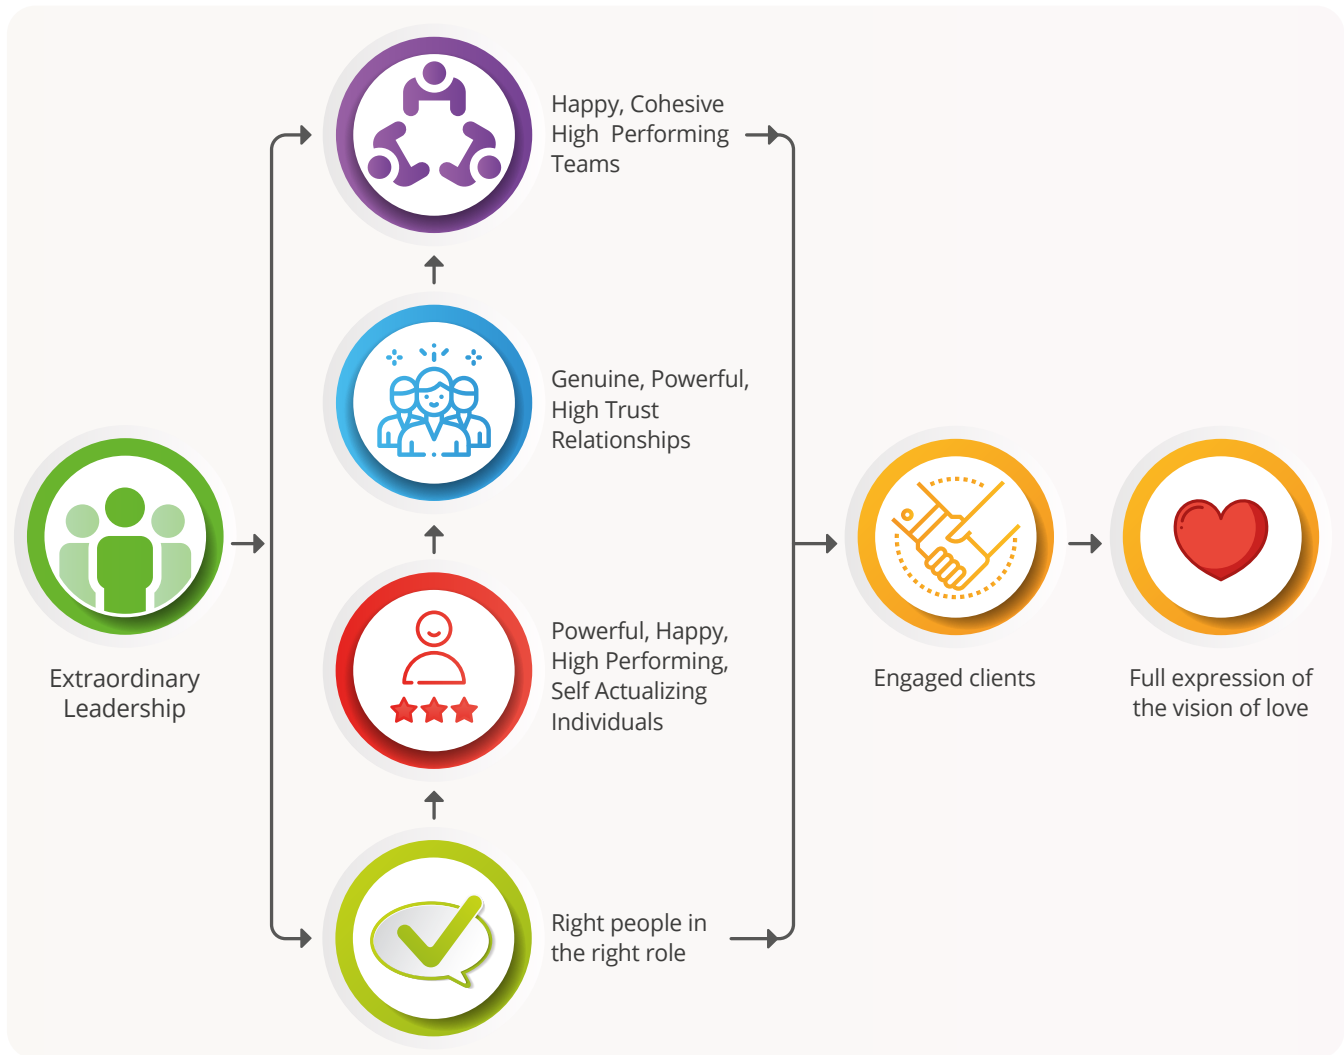 Happy, Cohesive
High Performing
Teams
Genuine, Powerful,
High Trust
Relationships
Extraordinary
Leadership
Powerful, Happy,
High Performing,
Self Actualizing
Individuals
Engaged clients
Full expression of
the vision of love
Right people in
the right role